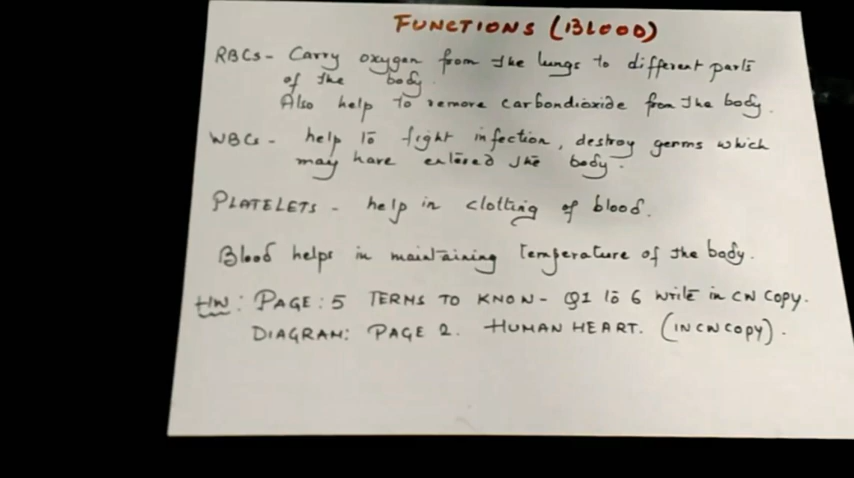 FUNCTIONS (BLOOD)
RBCs - Carry oxygen from the lungs to different parts
of the body.
Also help to remove carbondioxide from the body.
WBCs - help to fight infection, destroy germs which
may have entered the body.
PLATELETS - help in clotting of blood.
Blood helps in maintaining temperature of the body.
HW: PAGE: 5 TERMS TO KNOW - Q1 to 6 write in CW copy.
DIAGRAM: PAGE 2. HUMAN HEART. (IN CW COPY).